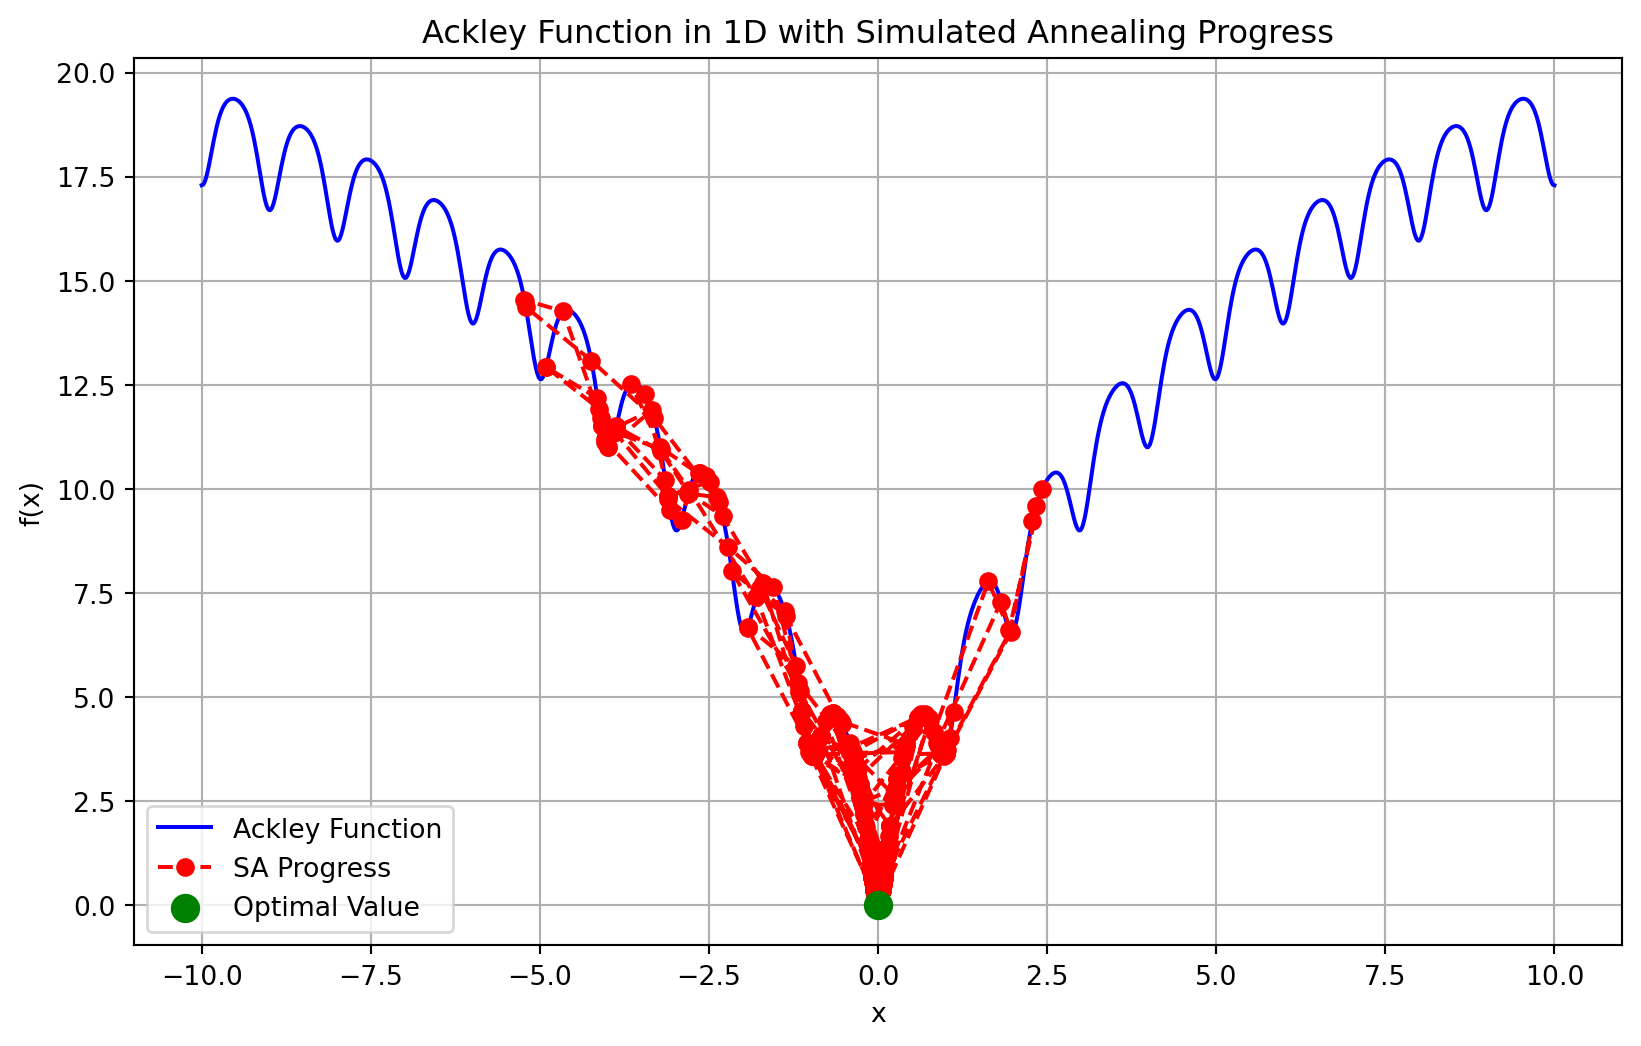 Ackley Function in 1D with Simulated Annealing Progress
20.0
17.5
15.0
12.5
10.0
7.5
5.0
2.5
0.0
f(x)
Ackley Function
SA Progress
Optimal Value
−10.0 −7.5 −5.0 −2.5 0.0 2.5 5.0 7.5 10.0
x